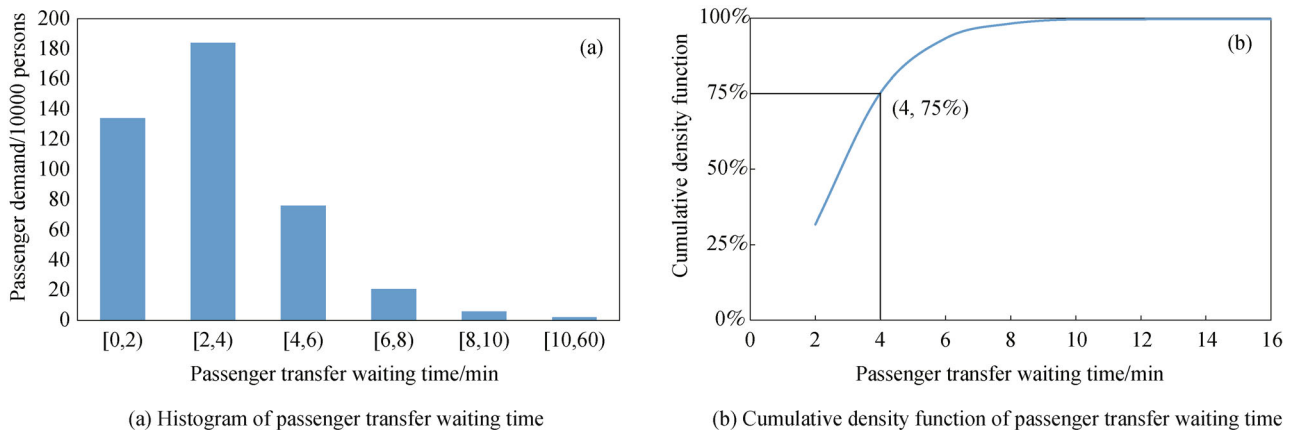 Passenger demand/10000 persons
200
180
160
140
120
100
80
60
40
20
0
(a)
[0,2) [2,4) [4,6) [6,8) [8,10) [10,60)
Passenger transfer waiting time/min
(a) Histogram of passenger transfer waiting time
Cumulative density function
100%
75%
50%
25%
0%
(b)
(4, 75%)
0 2 4 6 8 10 12 14 16
Passenger transfer waiting time/min
(b) Cumulative density function of passenger transfer waiting time